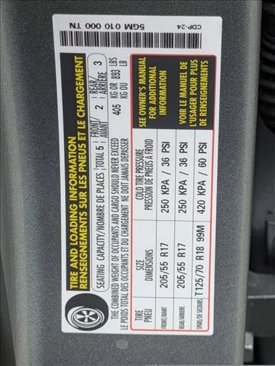 5GM 010 000 TN
CDP-24
TIRE AND LOADING INFORMATION
RENSEIGNEMENTS SUR LES PNEUS ET LE CHARGEMENT
SEATING CAPACITY/NOMBRE DE PLACES TOTAL 5 FRONT/AVANT 2 REAR/ARRIÈRE 3
THE COMBINED WEIGHT OF OCCUPANTS AND CARGO SHOULD NEVER EXCEED
LE POIDS TOTAL DES OCCUPANTS ET DU CHARGEMENT NE DOIT JAMAIS DÉPASSER
405 KG OR 893 LBS
KG OU LB
TIRE
PNEU
SIZE
DIMENSIONS
COLD TIRE PRESSURE
PRESSION DE PNEUS À FROID
SEE OWNER'S MANUAL
FOR ADDITIONAL
INFORMATION
FRONT/AVANT 205/55 R17 250 KPA / 36 PSI
REAR/ARRIÈRE 205/55 R17 250 KPA / 36 PSI
VOIR LE MANUEL DE
L'USAGER POUR PLUS
DE RENSEIGNEMENTS
SPARE/DE SECOURS T125/70 R18 99M 420 KPA / 60 PSI